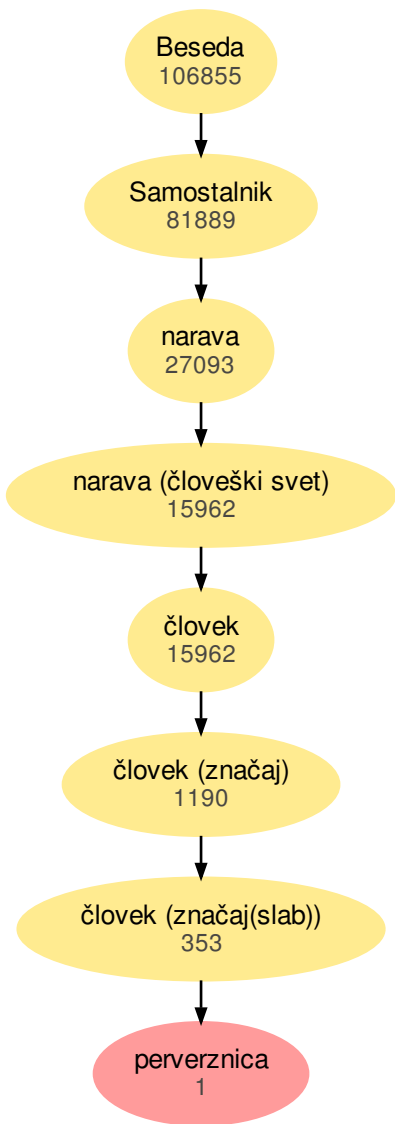 Beseda
106855
Samostalnik
81889
narava
27093
narava (človeški svet)
15962
človek
15962
človek (značaj)
1190
človek (značaj(slab))
353
perverznica
1